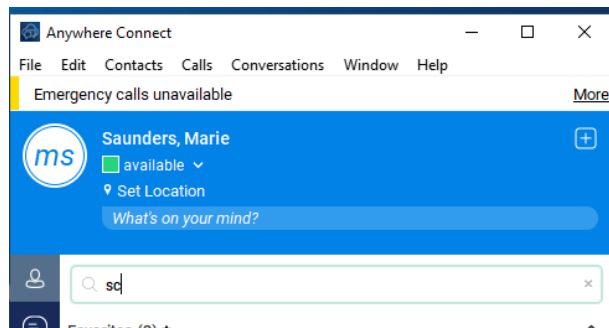 Anywhere Connect
File Edit Contacts Calls Conversations Window Help
Emergency calls unavailable More
ms
Saunders, Marie
available
Set Location
What's on your mind?
sc